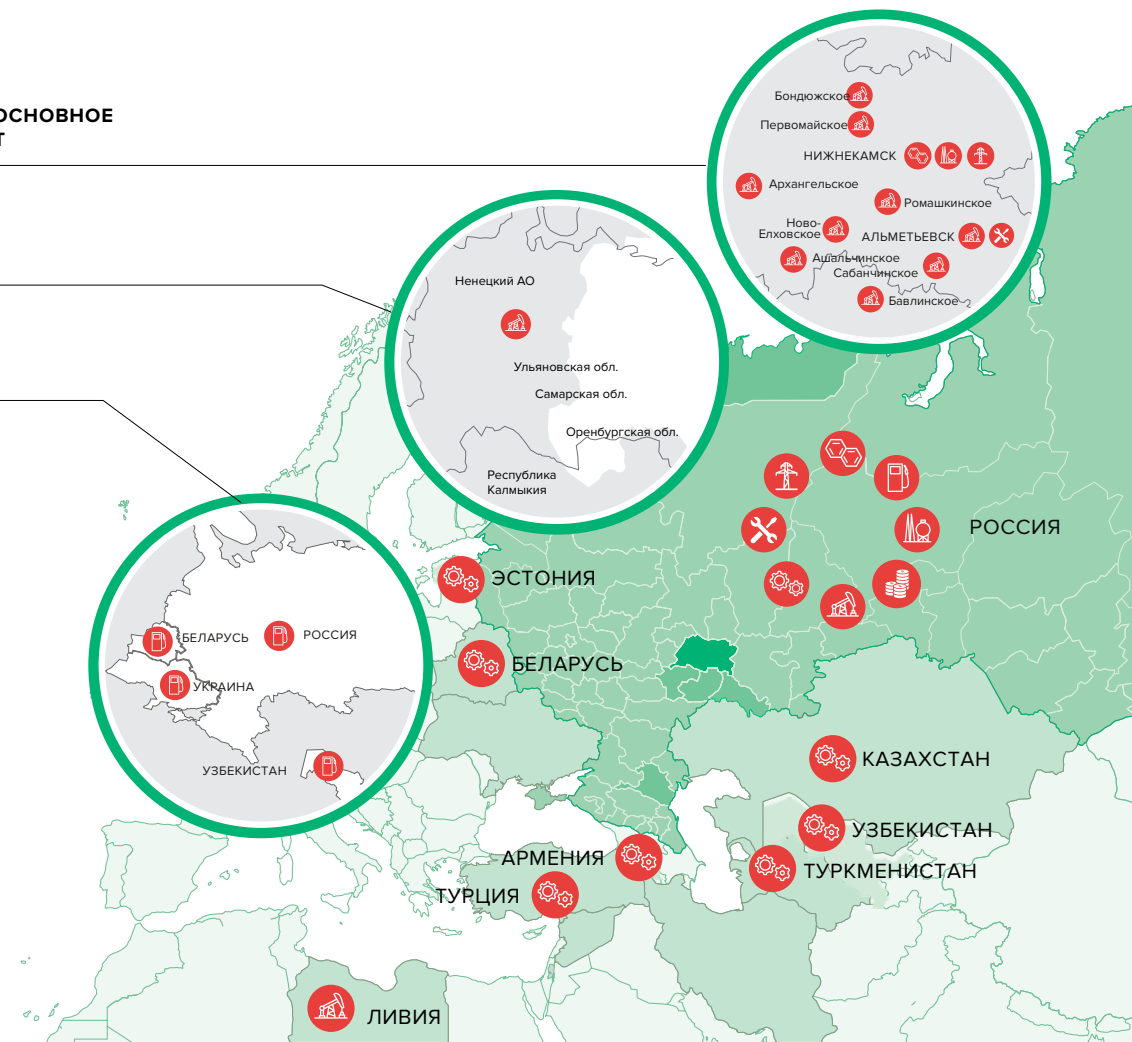 ОСНОВНОЕ
Т
Бондюжское
Первомайское
НИЖНЕКАМСК
Архангельское
Ромашкинское
Ново-
Елховское
АЛЬМЕТЬЕВСК
Ашальчинское
Сабанчинское
Бавлинское
Ненецкий АО
Ульяновская обл.
Самарская обл.
Оренбургская обл.
Республика
Калмыкия
РОССИЯ
ЭСТОНИЯ
БЕЛАРУСЬ
РОССИЯ
БЕЛАРУСЬ
УКРАИНА
УЗБЕКИСТАН
КАЗАХСТАН
УЗБЕКИСТАН
АРМЕНИЯ
ТУРКМЕНИСТАН
ТУРЦИЯ
ЛИВИЯ